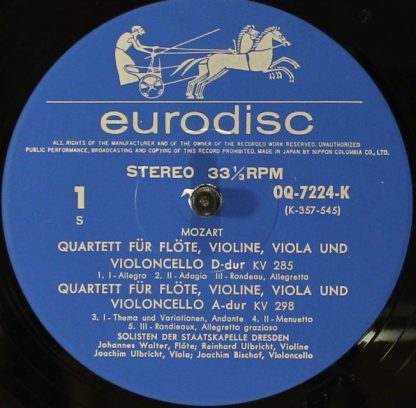 eurodisc
ALL RIGHTS OF THE MANUFACTURER AND OF THE OWNER OF THE RECORDED WORK RESERVED. UNAUTHORIZED
PUBLIC PERFORMANCE, BROADCASTING AND COPYING OF THIS RECORD PROHIBITED. MADE IN JAPAN BY NIPPON COLUMBIA CO., LTD.
STEREO 33⅓RPM
1
S
OQ-7224-K
(K-357-545)
MOZART
QUARTETT FÜR FLÖTE, VIOLINE, VIOLA UND
VIOLONCELLO D-dur KV 285
1. I-Allegro 2. II-Adagio III-Rondeau, Allegretto
QUARTETT FÜR FLÖTE, VIOLINE, VIOLA UND
VIOLONCELLO A-dur KV 298
3. I-Thema und Variationen, Andante 4. II-Menuetto
5. III-Rondieaux, Allegretto grazioso
SOLISTEN DER STAATSKAPELLE DRESDEN
Johannes Walter, Flöte; Reinhard Ulbricht, Violine
Joachim Ulbricht, Viola; Joachim Bischof, Violoncello